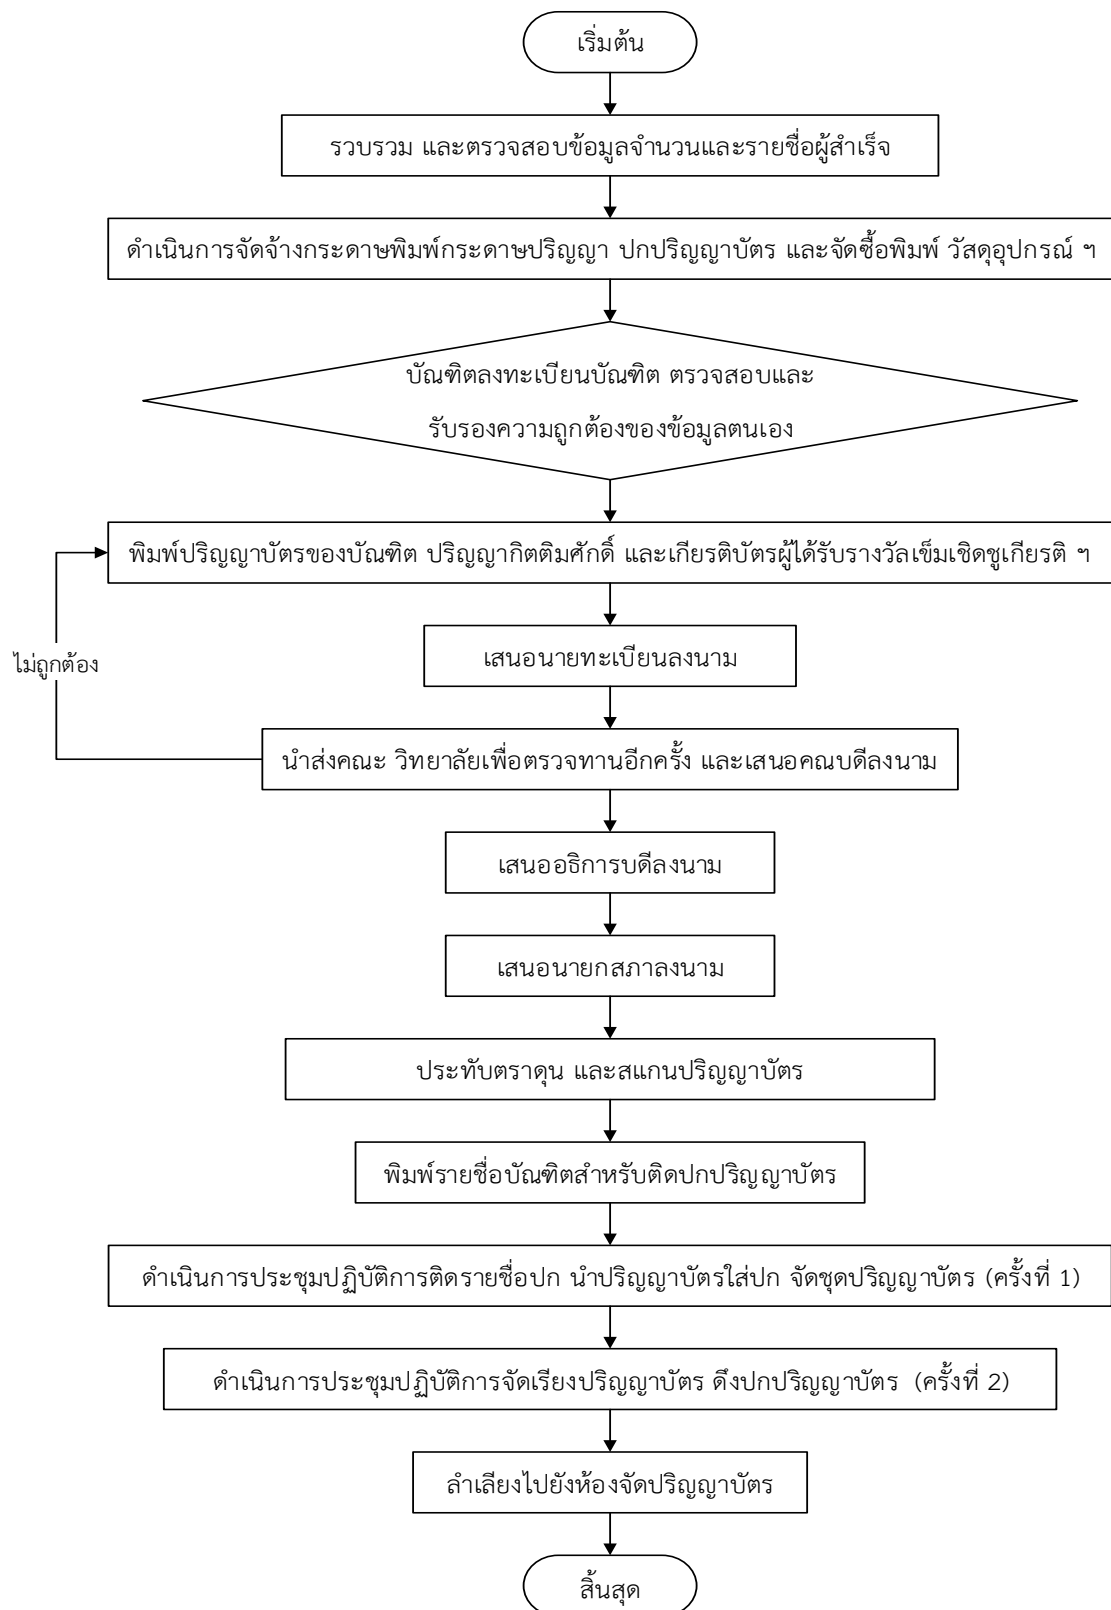 เริ่มต้น
รวบรวม และตรวจสอบข้อมูลจำนวนและรายชื่อผู้สำเร็จ
ดำเนินการจัดจ้างกระดาษพิมพ์กระดาษปริญญา ปกปริญญาบัตร และจัดซื้อพิมพ์ วัสดุอุปกรณ์ ฯ
บัณฑิตลงทะเบียนบัณฑิต ตรวจสอบและ
รับรองความถูกต้องของข้อมูลตนเอง
พิมพ์ปริญญาบัตรของบัณฑิต ปริญญากิตติมศักดิ์ และเกียรติบัตรผู้ได้รับรางวัลเข็มเชิดชูเกียรติ ฯ
เสนอนายทะเบียนลงนาม
ไม่ถูกต้อง
นำส่งคณะ วิทยาลัยเพื่อตรวจทานอีกครั้ง และเสนอคณบดีลงนาม
เสนออธิการบดีลงนาม
เสนอนายกสภาลงนาม
ประทับตราดุน และสแกนปริญญาบัตร
พิมพ์รายชื่อบัณฑิตสำหรับติดปกปริญญาบัตร
ดำเนินการประชุมปฏิบัติการติดรายชื่อปก นำปริญญาบัตรใส่ปก จัดชุดปริญญาบัตร (ครั้งที่ 1)
ดำเนินการประชุมปฏิบัติการจัดเรียงปริญญาบัตร ดึงปกปริญญาบัตร (ครั้งที่ 2)
ลำเลียงไปยังห้องจัดปริญญาบัตร
สิ้นสุด